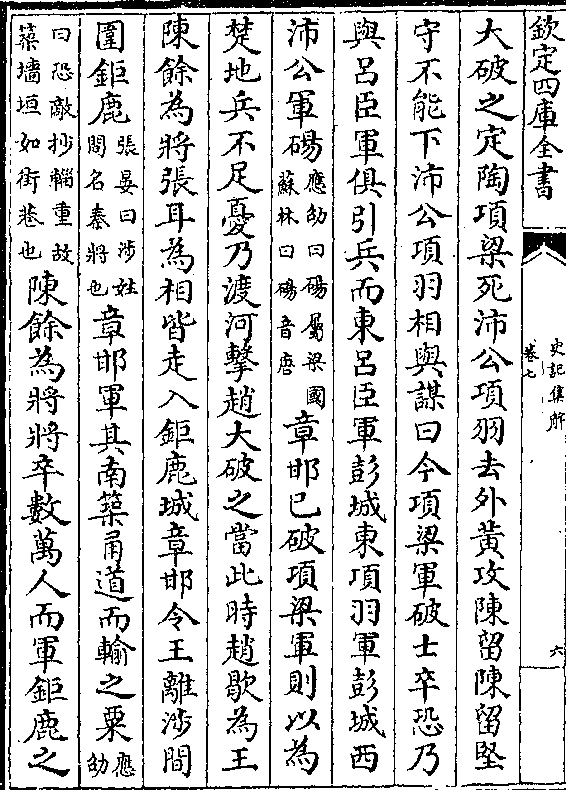 欽定四庫全書
史記集解
卷七
六
大破之定陶項梁死沛公項羽去外黄攻陳留陳留堅
守不能下沛公項羽相與謀曰今項梁軍破士卒恐乃
與吕臣軍俱引兵而東吕臣軍彭城東項羽軍彭城西
沛公軍碭應劭曰碭屬梁國蘇林曰碭音唐章邯已破項梁軍則以為
楚地兵不足憂乃渡河擊趙大破之當此時趙歇為王
陳餘為將張耳為相皆走入鉅鹿城章邯令王離渉間
圍鉅鹿張晏曰渉姓間名秦將也章邯軍其南築甬道而輸之粟應劭
曰恐敵抄輜重故築墻垣如街巷也陳餘為將將卒數萬人而軍鉅鹿之